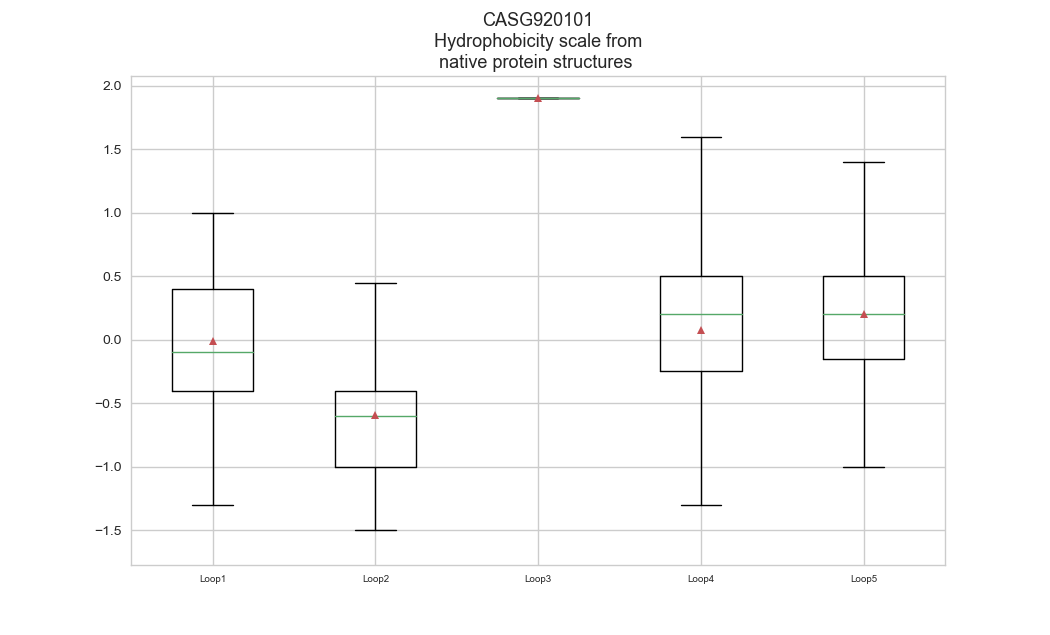 CASG920101
Hydrophobicity scale from
native protein structures
2.0
1.5
1.0
0.5
0.0
−0.5
−1.0
−1.5
Loop1 Loop2 Loop3 Loop4 Loop5